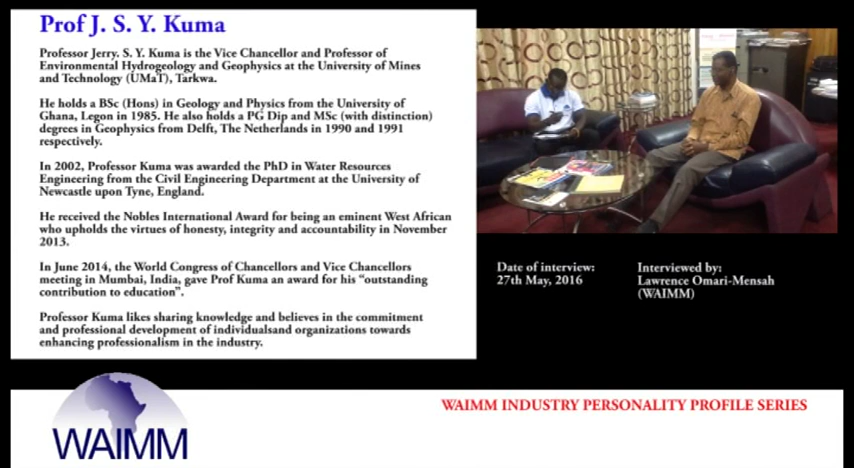 Prof J. S. Y. Kuma
Professor Jerry. S. Y. Kuma is the Vice Chancellor and Professor of
Environmental Hydrogeology and Geophysics at the University of Mines
and Technology (UMaT), Tarkwa.
He holds a BSc (Hons) in Geology and Physics from the University of
Ghana, Legon in 1985. He also holds a PG Dip and MSc (with distinction)
degrees in Geophysics from Delft, The Netherlands in 1990 and 1991
respectively.
In 2002, Professor Kuma was awarded the PhD in Water Resources
Engineering from the Civil Engineering Department at the University of
Newcastle upon Tyne, England.
He received the Nobles International Award for being an eminent West African
who upholds the virtues of honesty, integrity and accountability in November
2013.
In June 2014, the World Congress of Chancellors and Vice Chancellors
meeting in Mumbai, India, gave Prof Kuma an award for his “outstanding
contribution to education”.
Professor Kuma likes sharing knowledge and believes in the commitment
and professional development of individualsand organizations towards
enhancing professionalism in the industry.
Date of interview:
27th May, 2016
Interviewed by:
Lawrence Omari-Mensah
(WAIMM)
WAIMM INDUSTRY PERSONALITY PROFILE SERIES
WAIMM